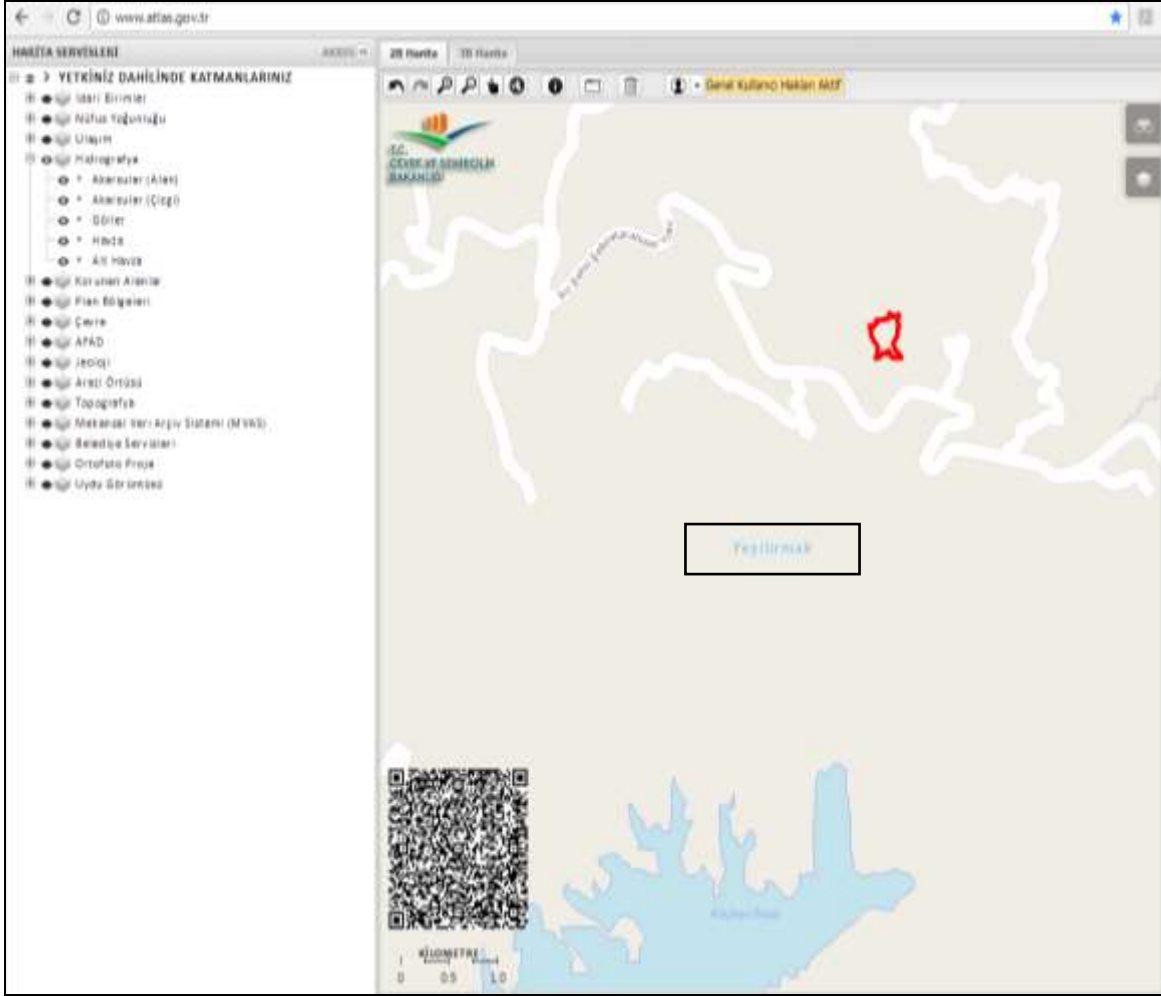 www.atlas.gov.tr
HARİTA SERVİSLERİ
2B Harita
3B Harita
YETKİNİZ DAHİLİNDE KATMANLARINIZ
İdari Birimler
Nüfus Yoğunluğu
Ulaşım
Hidrografya
Akarsular (Alan)
Akarsular (Çizgi)
Göller
Havza
Alt Havza
Korunan Alanlar
Plan Bölgeleri
Çevre
AFAD
Jeoloji
Arazi Örtüsü
Topografya
Mekansal Veri Arşiv Sistemi (MVAS)
Belediye Servisleri
Ortofoto Proje
Uydu Görüntüsü
Genel Kullanıcı Hakları Aktif
T.C.
ÇEVRE VE ŞEHİRCİLİK
BAKANLIĞI
Yeşilırmak
KİLOMETRE
0 0.5 1.0